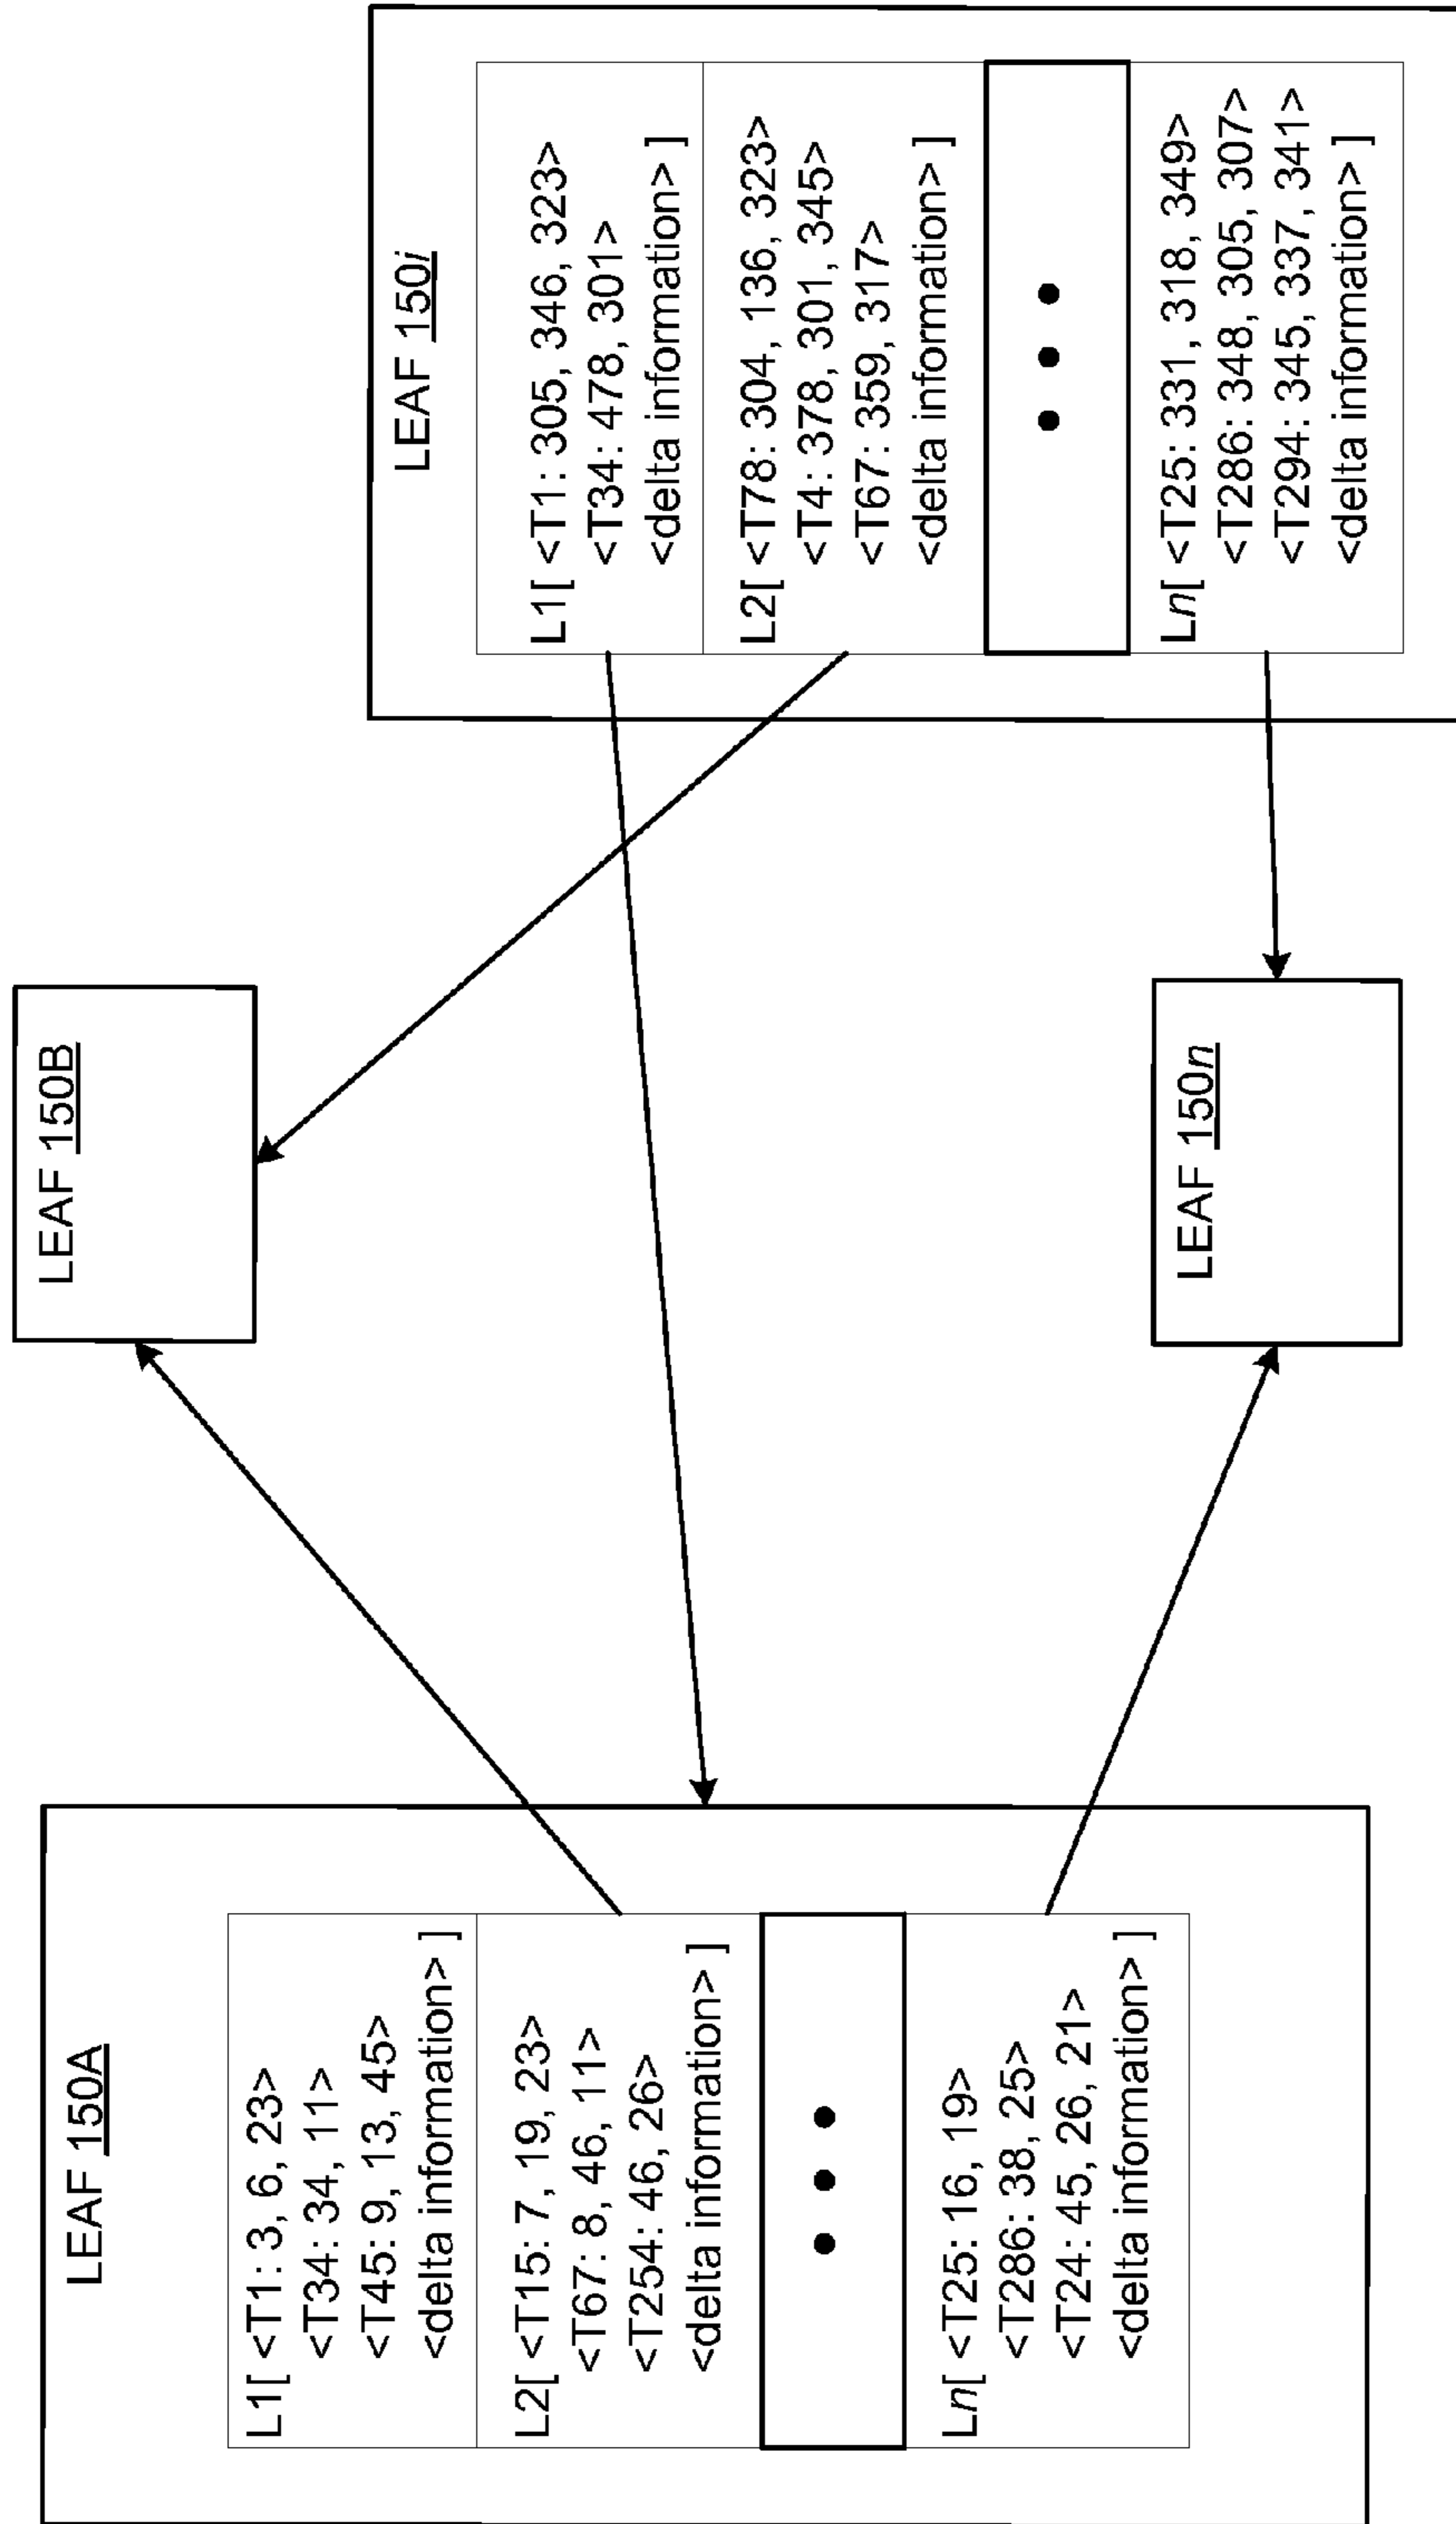 LEAF 150A
L1[ <T1: 3, 6, 23>
<T34: 34, 11>
<T45: 9, 13, 45>
<delta information> ]
L2[ <T15: 7, 19, 23>
<T67: 8, 46, 11>
<T254: 46, 26>
<delta information> ]
Ln[ <T25: 16, 19>
<T286: 38, 25>
<T24: 45, 26, 21>
<delta information> ]
LEAF 150B
LEAF 150n
LEAF 150i
L1[ <T1: 305, 346, 323>
<T34: 478, 301>
<delta information> ]
L2[ <T78: 304, 136, 323>
<T4: 378, 301, 345>
<T67: 359, 317>
<delta information> ]
Ln[ <T25: 331, 318, 349>
<T286: 348, 305, 307>
<T294: 345, 337, 341>
<delta information> ]